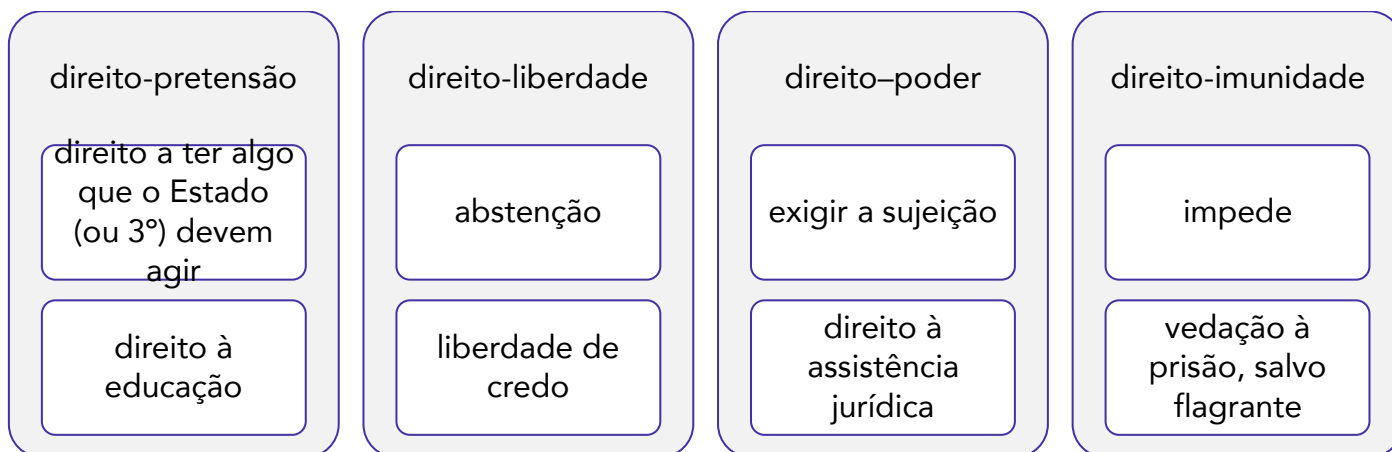 direito-pretensão
direito a ter algo
que o Estado
(ou 3º) devem
agir
direito à
educação
direito-liberdade
abstenção
liberdade de
credo
direito–poder
exigir a sujeição
direito à
assistência
jurídica
direito-imunidade
impede
vedação à
prisão, salvo
flagrante